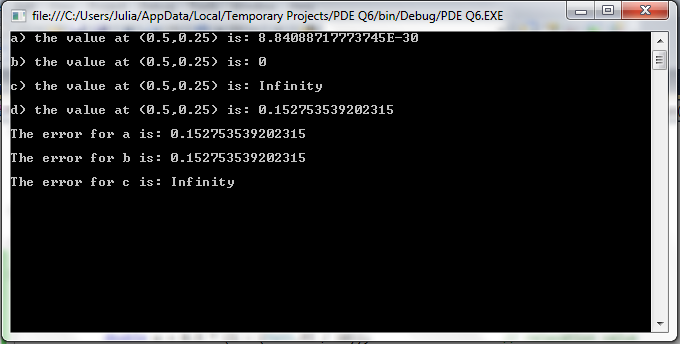 file:///C:/Users/Julia/AppData/Local/Temporary Projects/PDE Q6/bin/Debug/PDE Q6.EXE
a) the value at (0.5,0.25) is: 8.84088717773745E-30
b) the value at (0.5,0.25) is: 0
c) the value at (0.5,0.25) is: Infinity
d) the value at (0.5,0.25) is: 0.152753539202315
The error for a is: 0.152753539202315
The error for b is: 0.152753539202315
The error for c is: Infinity